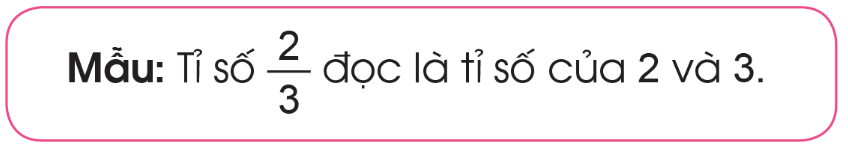 Mẫu: Tỉ số 2/3 đọc là tỉ số của 2 và 3.